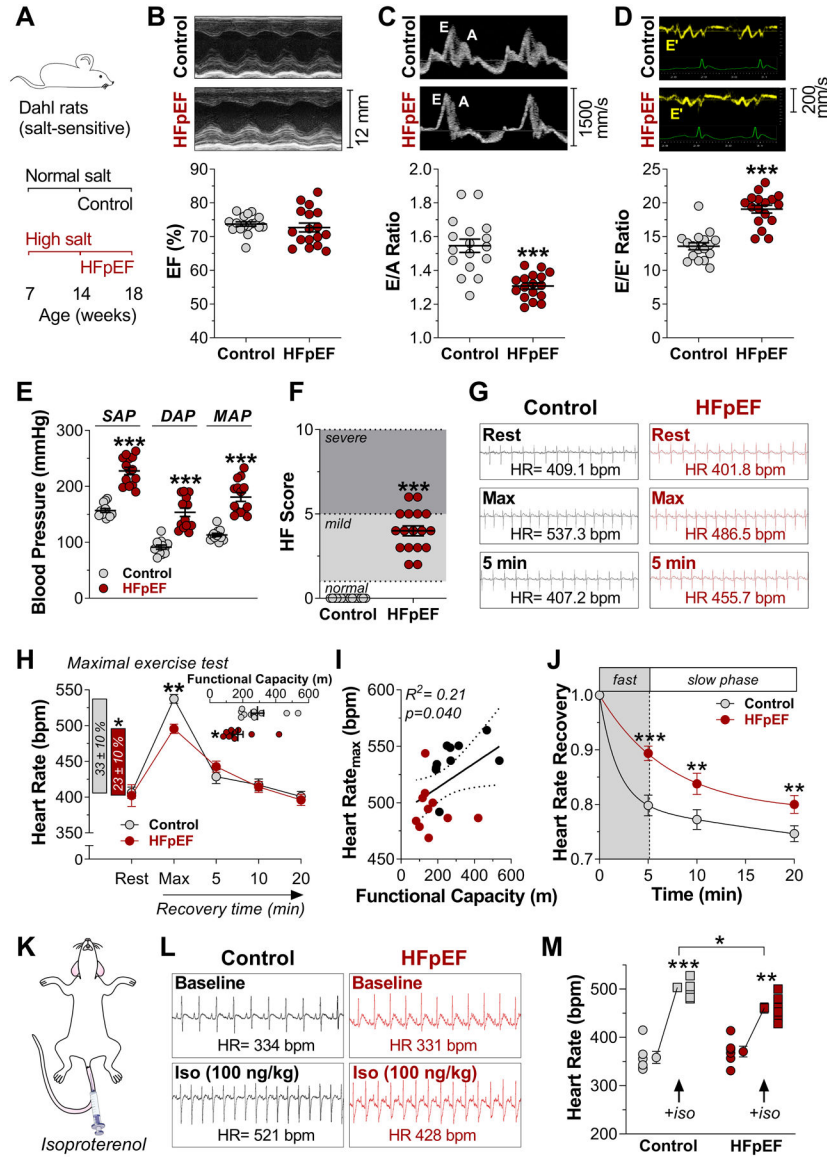 A
Dahl rats
(salt-sensitive)
Normal salt
Control
High salt
HFpEF
7 14 18
Age (weeks)
B
Control
HFpEF
12 mm
EF (%)
90
80
70
60
50
40
Control HFpEF
C
Control
E A
HFpEF
E A
1500 mm/s
E/A Ratio
1.8
1.6
1.4
1.2
1.0
***
Control HFpEF
D
Control
E'
HFpEF
E'
200 mm/s
E/E' Ratio
25
20
15
10
5
0
***
Control HFpEF
E
SAP DAP MAP
Blood Pressure (mmHg)
300
250
200
150
100
50
0
*** *** ***
Control
HFpEF
F
HF Score
10
5
0
severe
mild
normal
***
Control HFpEF
G
Control HFpEF
Rest
HR= 409.1 bpm
Rest
HR 401.8 bpm
Max
HR= 537.3 bpm
Max
HR 486.5 bpm
5 min
HR= 407.2 bpm
5 min
HR 455.7 bpm
H
Maximal exercise test
Functional Capacity (m)
0 200 400 600
Heart Rate (bpm)
550
500
450
400
350
0
33 ± 10 %
23 ± 10 %
*
**
*
Control
HFpEF
Rest Max 5 10 20
Recovery time (min)
I
R2= 0.21
p=0.040
Heart Ratemax (bpm)
600
550
500
450
0 200 400 600
Functional Capacity (m)
J
fast slow phase
Heart Rate Recovery
1.0
0.9
0.8
0.7
Control
HFpEF
***
**
**
0 5 10 15 20
Time (min)
K
Isoproterenol
L
Control HFpEF
Baseline
HR= 334 bpm
Baseline
HR 331 bpm
Iso (100 ng/kg)
HR= 521 bpm
Iso (100 ng/kg)
HR 428 bpm
M
Heart Rate (bpm)
500
400
300
200
*
***
**
+iso +iso
Control HFpEF